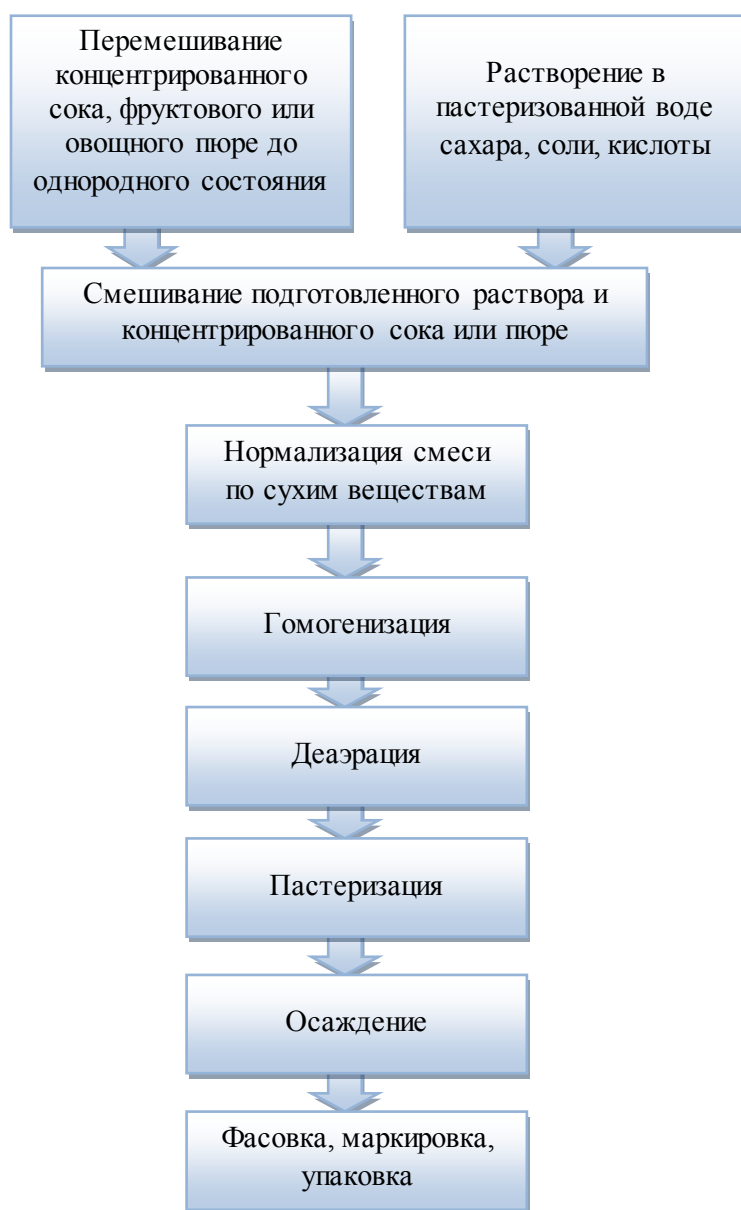 Перемешивание
концентрированного
сока, фруктового или
овощного пюре до
однородного состояния
Растворение в
пастеризованной воде
сахара, соли, кислоты
Смешивание подготовленного раствора и
концентрированного сока или пюре
Нормализация смеси
по сухим веществам
Гомогенизация
Деаэрация
Пастеризация
Осаждение
Фасовка, маркировка,
упаковка